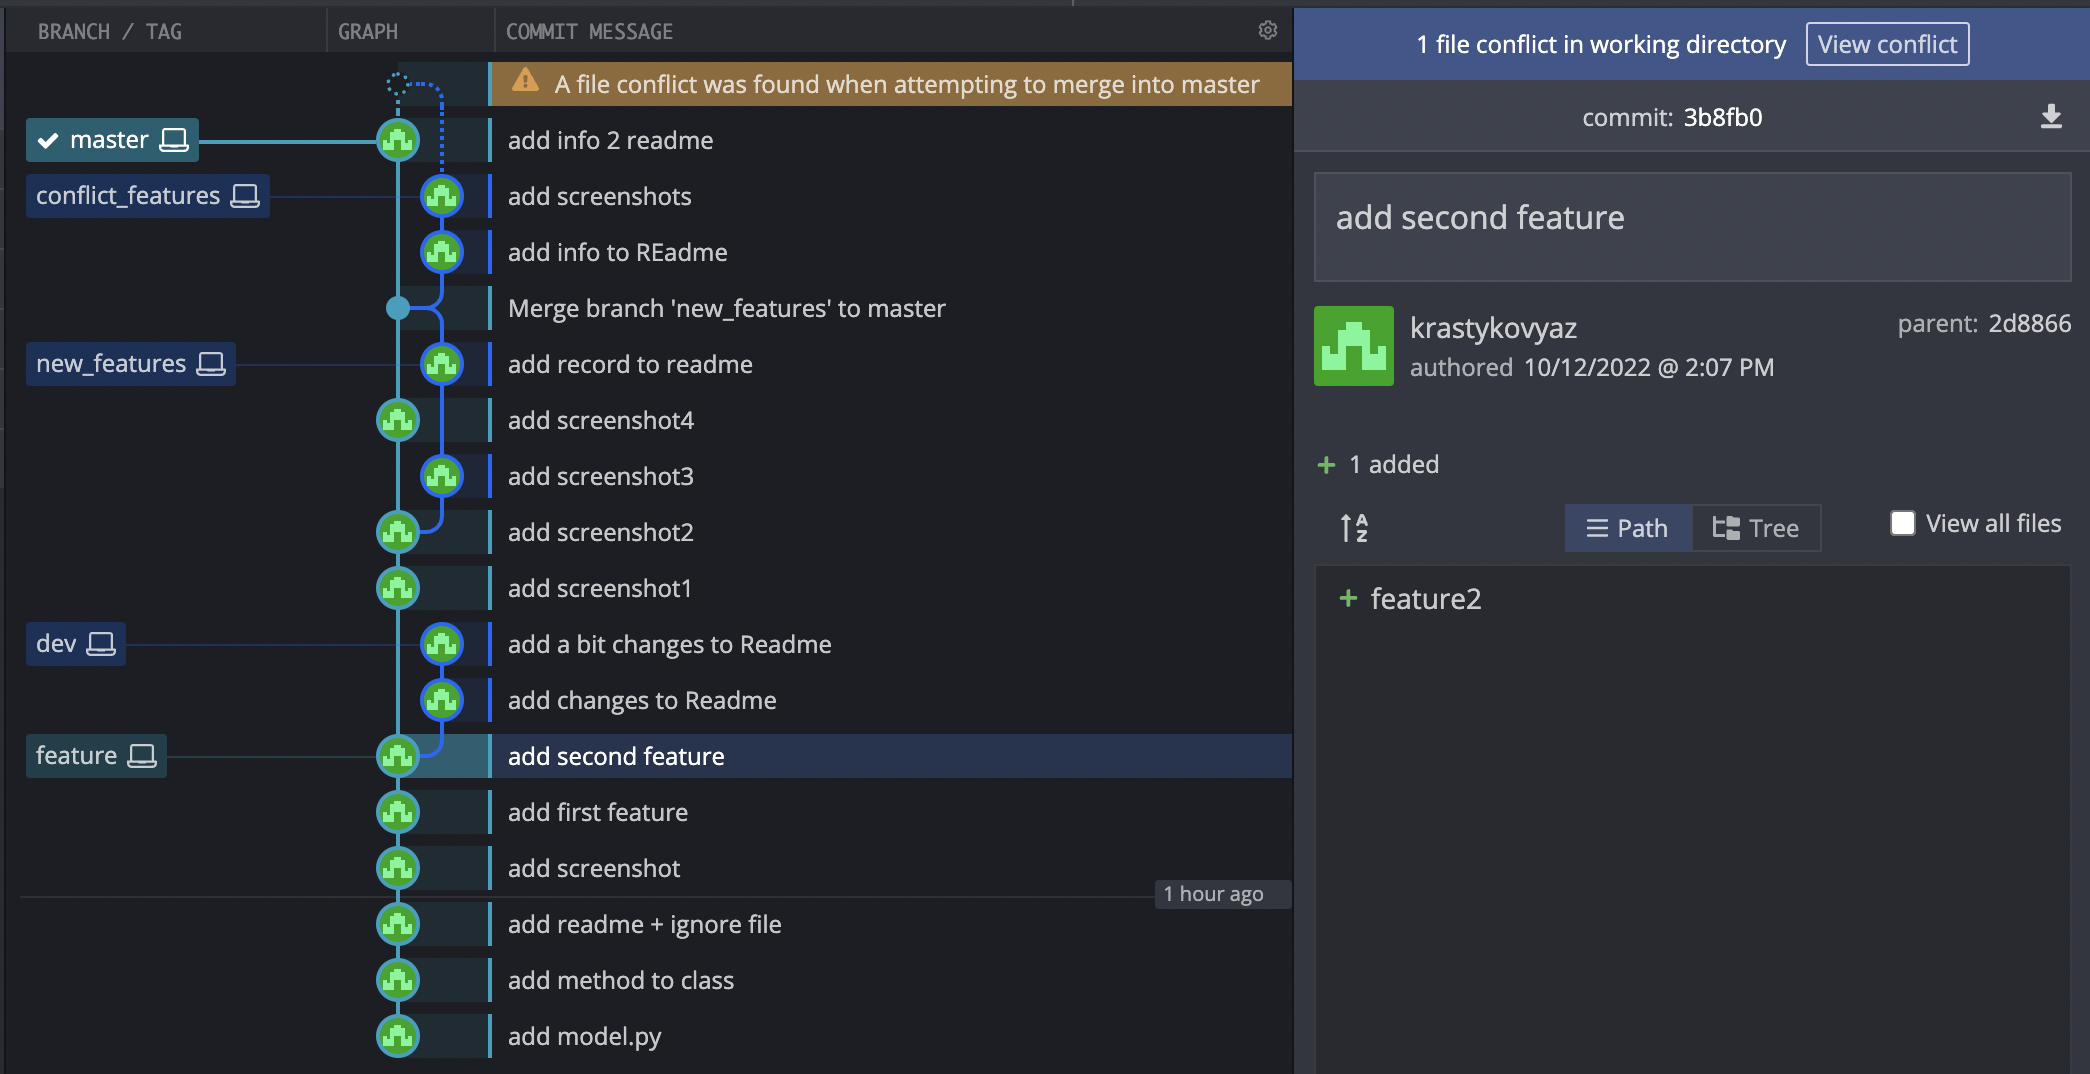 BRANCH / TAG
GRAPH
COMMIT MESSAGE
A file conflict was found when attempting to merge into master
master
add info 2 readme
conflict_features
add screenshots
add info to REadme
Merge branch 'new_features' to master
new_features
add record to readme
add screenshot4
add screenshot3
add screenshot2
add screenshot1
dev
add a bit changes to Readme
add changes to Readme
feature
add second feature
add first feature
add screenshot
1 hour ago
add readme + ignore file
add method to class
add model.py
1 file conflict in working directory
View conflict
commit: 3b8fb0
add second feature
krastykovyaz
parent: 2d8866
authored 10/12/2022 @ 2:07 PM
+ 1 added
A
Z
Path
Tree
View all files
+ feature2